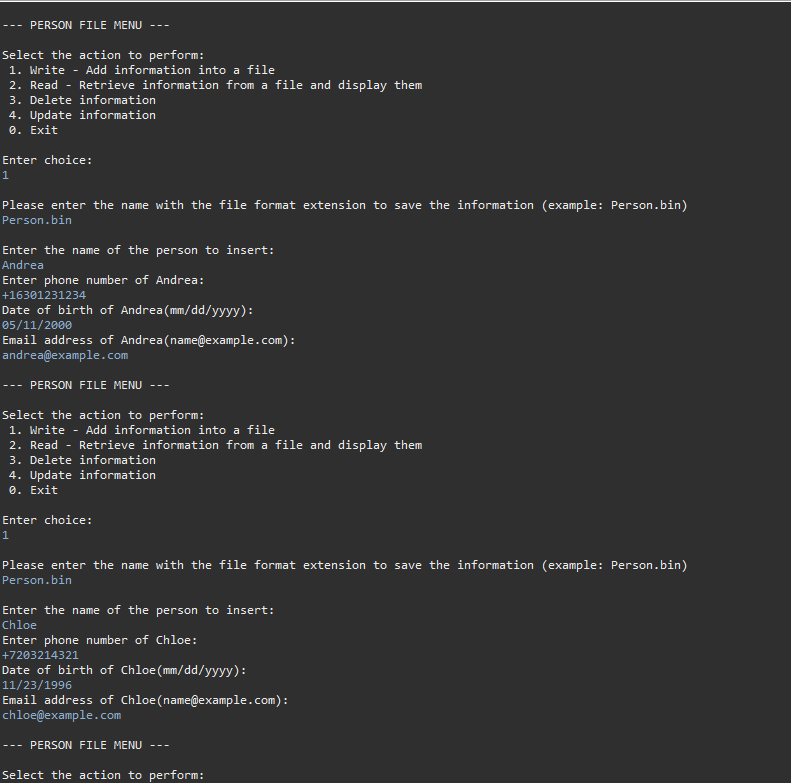 --- PERSON FILE MENU ---
Select the action to perform:
1. Write - Add information into a file
2. Read - Retrieve information from a file and display them
3. Delete information
4. Update information
0. Exit
Enter choice:
1
Please enter the name with the file format extension to save the information (example: Person.bin)
Person.bin
Enter the name of the person to insert:
Andrea
Enter phone number of Andrea:
+16301231234
Date of birth of Andrea(mm/dd/yyyy):
05/11/2000
Email address of Andrea(name@example.com):
andrea@example.com
--- PERSON FILE MENU ---
Select the action to perform:
1. Write - Add information into a file
2. Read - Retrieve information from a file and display them
3. Delete information
4. Update information
0. Exit
Enter choice:
1
Please enter the name with the file format extension to save the information (example: Person.bin)
Person.bin
Enter the name of the person to insert:
Chloe
Enter phone number of Chloe:
+7203214321
Date of birth of Chloe(mm/dd/yyyy):
11/23/1996
Email address of Chloe(name@example.com):
chloe@example.com
--- PERSON FILE MENU ---
Select the action to perform: